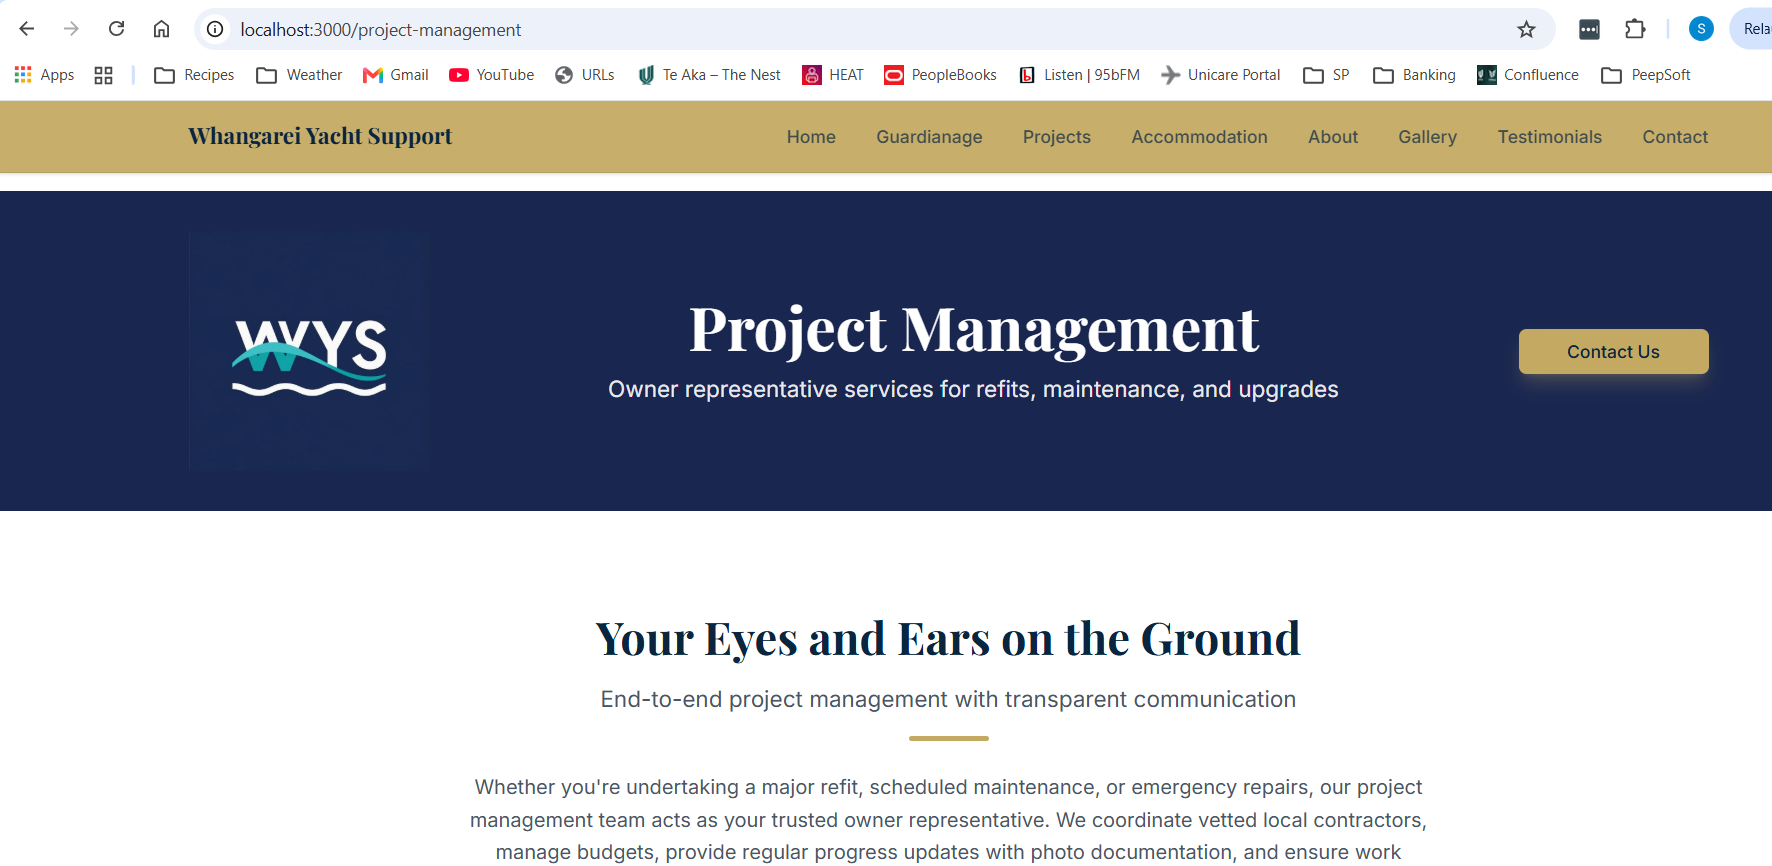 localhost:3000/project-management
S
Rela
Apps
Recipes
Weather
Gmail
YouTube
URLs
Te Aka – The Nest
HEAT
PeopleBooks
Listen | 95bFM
Unicare Portal
SP
Banking
Confluence
PeepSoft
Whangarei Yacht Support
Home
Guardianage
Projects
Accommodation
About
Gallery
Testimonials
Contact
WYS
Project Management
Owner representative services for refits, maintenance, and upgrades
Contact Us
Your Eyes and Ears on the Ground
End-to-end project management with transparent communication
Whether you're undertaking a major refit, scheduled maintenance, or emergency repairs, our project
management team acts as your trusted owner representative. We coordinate vetted local contractors,
manage budgets, provide regular progress updates with photo documentation, and ensure work